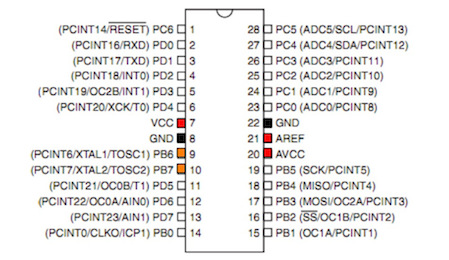 (PCINT14/RESET) PC6 1 28 PC5 (ADC5/SCL/PCINT13)
(PCINT16/RXD) PD0 2 27 PC4 (ADC4/SDA/PCINT12)
(PCINT17/TXD) PD1 3 26 PC3 (ADC3/PCINT11)
(PCINT18/INT0) PD2 4 25 PC2 (ADC2/PCINT10)
(PCINT19/OC2B/INT1) PD3 5 24 PC1 (ADC1/PCINT9)
(PCINT20/XCK/T0) PD4 6 23 PC0 (ADC0/PCINT8)
VCC 7 22 GND
GND 8 21 AREF
(PCINT6/XTAL1/TOSC1) PB6 9 20 AVCC
(PCINT7/XTAL2/TOSC2) PB7 10 19 PB5 (SCK/PCINT5)
(PCINT21/OC0B/T1) PD5 11 18 PB4 (MISO/PCINT4)
(PCINT22/OC0A/AIN0) PD6 12 17 PB3 (MOSI/OC2A/PCINT3)
(PCINT23/AIN1) PD7 13 16 PB2 (SS/OC1B/PCINT2)
(PCINT0/CLKO/ICP1) PB0 14 15 PB1 (OC1A/PCINT1)